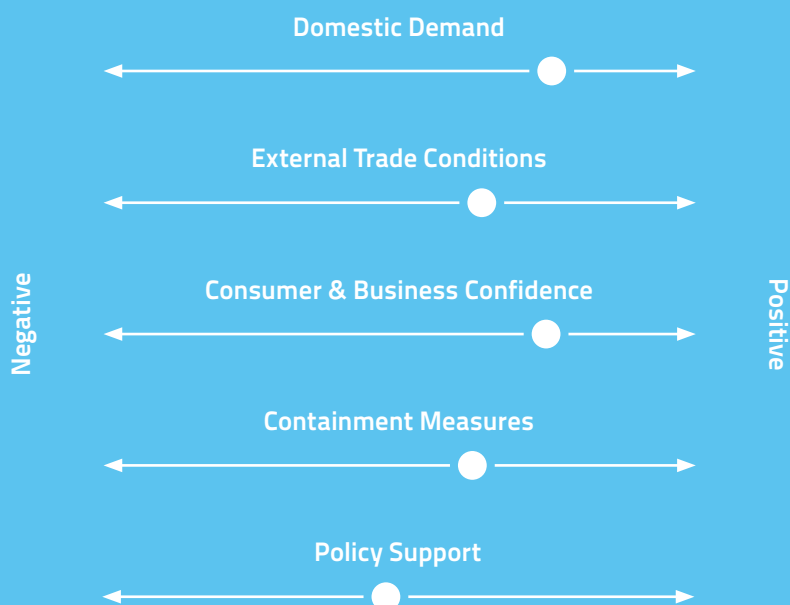 Domestic Demand
External Trade Conditions
Negative
Consumer & Business Confidence
Positive
Containment Measures
Policy Support